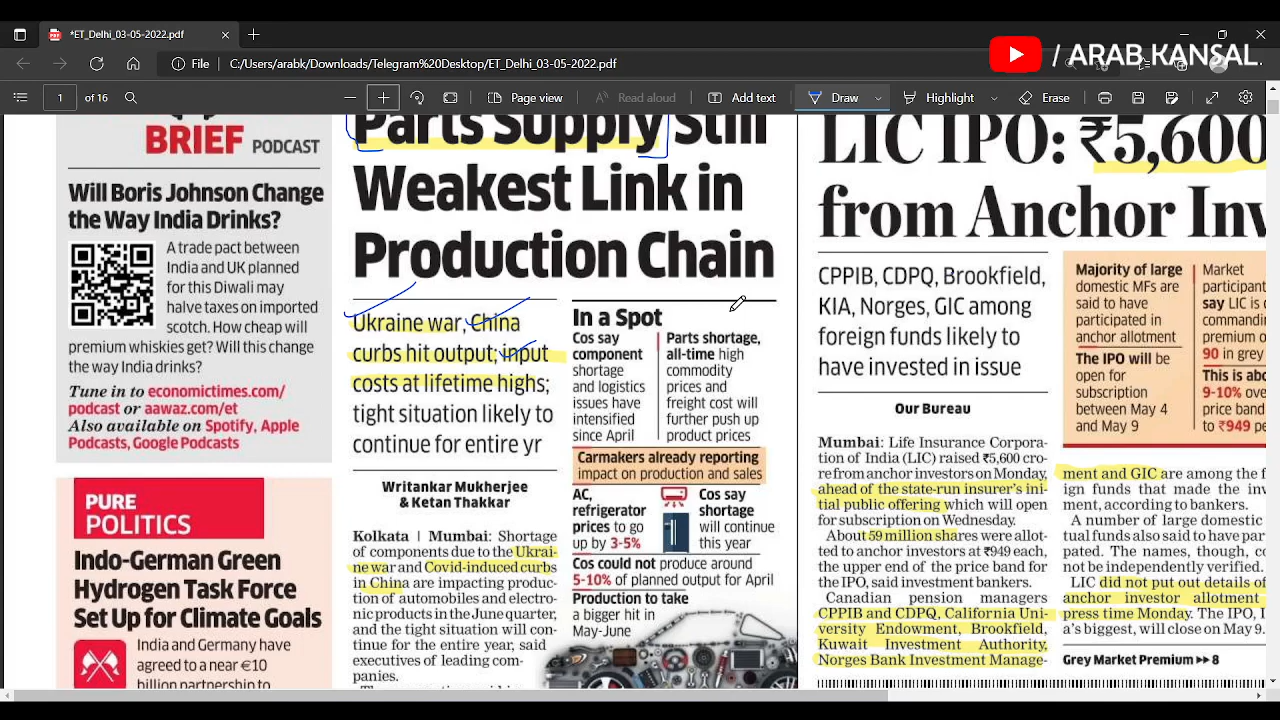 *ET_Delhi_03-05-2022.pdf
/ ARAB KANSAL
File
C:/Users/arabk/Downloads/Telegram%20Desktop/ET_Delhi_03-05-2022.pdf
1 of 16
Page view
Read aloud
Add text
Draw
Highlight
Erase
BRIEF PODCAST
Will Boris Johnson Change
the Way India Drinks?
A trade pact between
India and UK planned
for this Diwali may
halve taxes on imported
scotch. How cheap will
premium whiskies get? Will this change
the way India drinks?
Tune in to economictimes.com/
podcast or aawaz.com/et
Also available on Spotify, Apple
Podcasts, Google Podcasts
PURE
POLITICS
Indo-German Green
Hydrogen Task Force
Set Up for Climate Goals
India and Germany have
agreed to a near €10
billion partnership to
Parts Supply Still
Weakest Link in
Production Chain
Ukraine war, China
curbs hit output; input
costs at lifetime highs;
tight situation likely to
continue for entire yr
Writankar Mukherjee
& Ketan Thakkar
Kolkata | Mumbai: Shortage
of components due to the Ukrai-
ne war and Covid-induced curbs
in China are impacting produc-
tion of automobiles and electro-
nic products in the June quarter,
and the tight situation will con-
tinue for the entire year, said
executives of leading com-
panies.
In a Spot
Cos say
component
shortage
and logistics
issues have
intensified
since April
Parts shortage,
all-time high
commodity
prices and
freight cost will
further push up
product prices
Carmakers already reporting
impact on production and sales
AC,
refrigerator
prices to go
up by 3-5%
Cos say
shortage
will continue
this year
Cos could not produce around
5-10% of planned output for April
Production to take
a bigger hit in
May-June
LIC IPO: ₹5,600
from Anchor Inv
CPPIB, CDPQ, Brookfield,
KIA, Norges, GIC among
foreign funds likely to
have invested in issue
Our Bureau
Mumbai: Life Insurance Corpora-
tion of India (LIC) raised ₹5,600 cro-
re from anchor investors on Monday,
ahead of the state-run insurer's ini-
tial public offering which will open
for subscription on Wednesday.
About 59 million shares were allot-
ted to anchor investors at ₹949 each,
the upper end of the price band for
the IPO, said investment bankers.
Canadian pension managers
CPPIB and CDPQ, California Uni-
versity Endowment, Brookfield,
Kuwait Investment Authority,
Norges Bank Investment Manage-
Majority of large
domestic MFs are
said to have
participated in
anchor allotment
The IPO will be
open for
subscription
between May 4
and May 9
Market
participant
say LIC is
commandin
premium
90 in grey
This is abo
9-10% ove
price band
to ₹949 pe
ment and GIC are among the f
ign funds that made the inv
ment, according to bankers.
A number of large domestic
tual funds also said to have par
pated. The names, though, co
not be independently verified.
LIC did not put out details of
anchor investor allotment
press time Monday. The IPO, I
a's biggest, will close on May 9.
Grey Market Premium ▸▸ 8